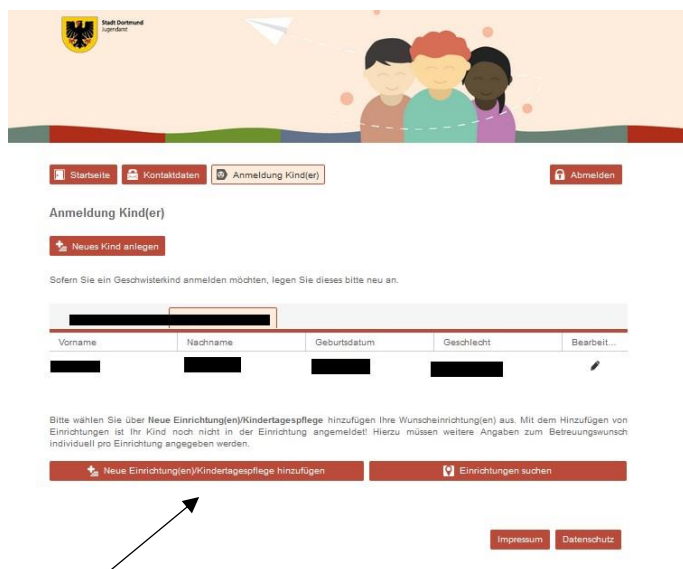 Stadt Dortmund
Jugendamt
Startseite Kontaktdaten Anmeldung Kind(er) Abmelden
Anmeldung Kind(er)
Neues Kind anlegen
Sofern Sie ein Geschwisterkind anmelden möchten, legen Sie dieses bitte neu an.
Vorname Nachname Geburtsdatum Geschlecht Bearbeit...
Bitte wählen Sie über Neue Einrichtung(en)/Kindertagespflege hinzufügen Ihre Wunscheinrichtung(en) aus. Mit dem Hinzufügen von
Einrichtungen ist Ihr Kind noch nicht in der Einrichtung angemeldet! Hierzu müssen weitere Angaben zum Betreuungswunsch
individuell pro Einrichtung angegeben werden.
Neue Einrichtung(en)/Kindertagespflege hinzufügen Einrichtungen suchen
Impressum Datenschutz